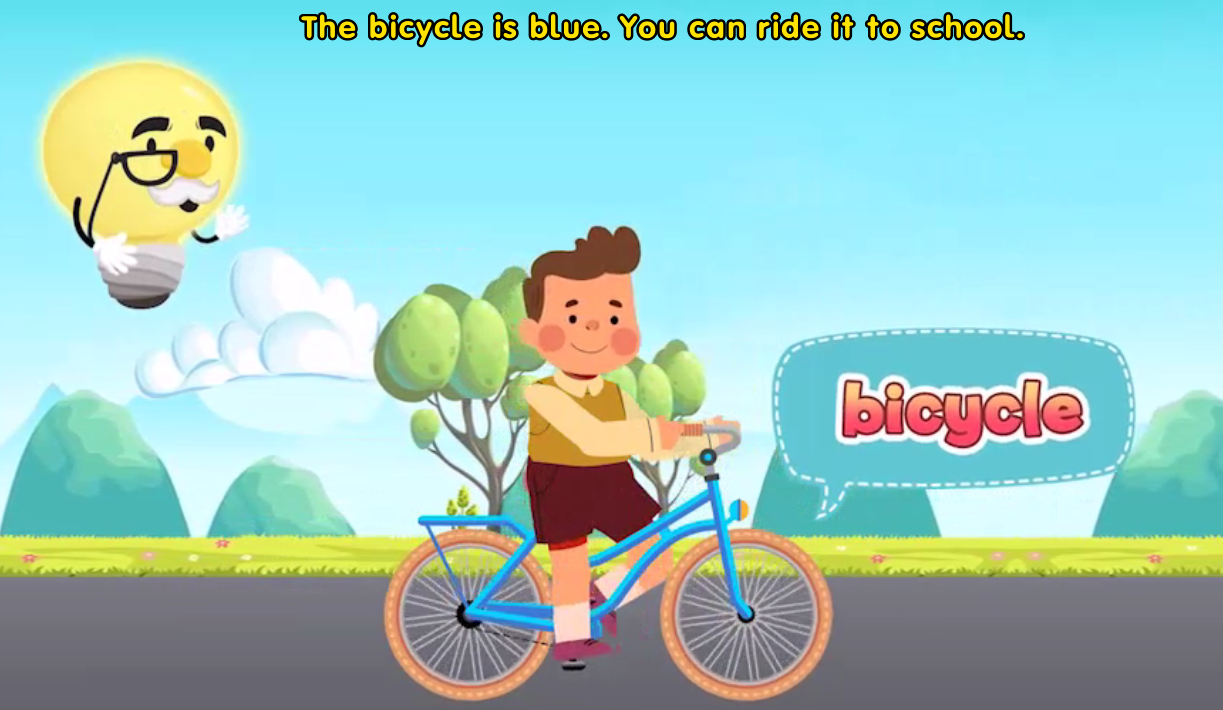 The bicycle is blue. You can ride it to school.
bicycle